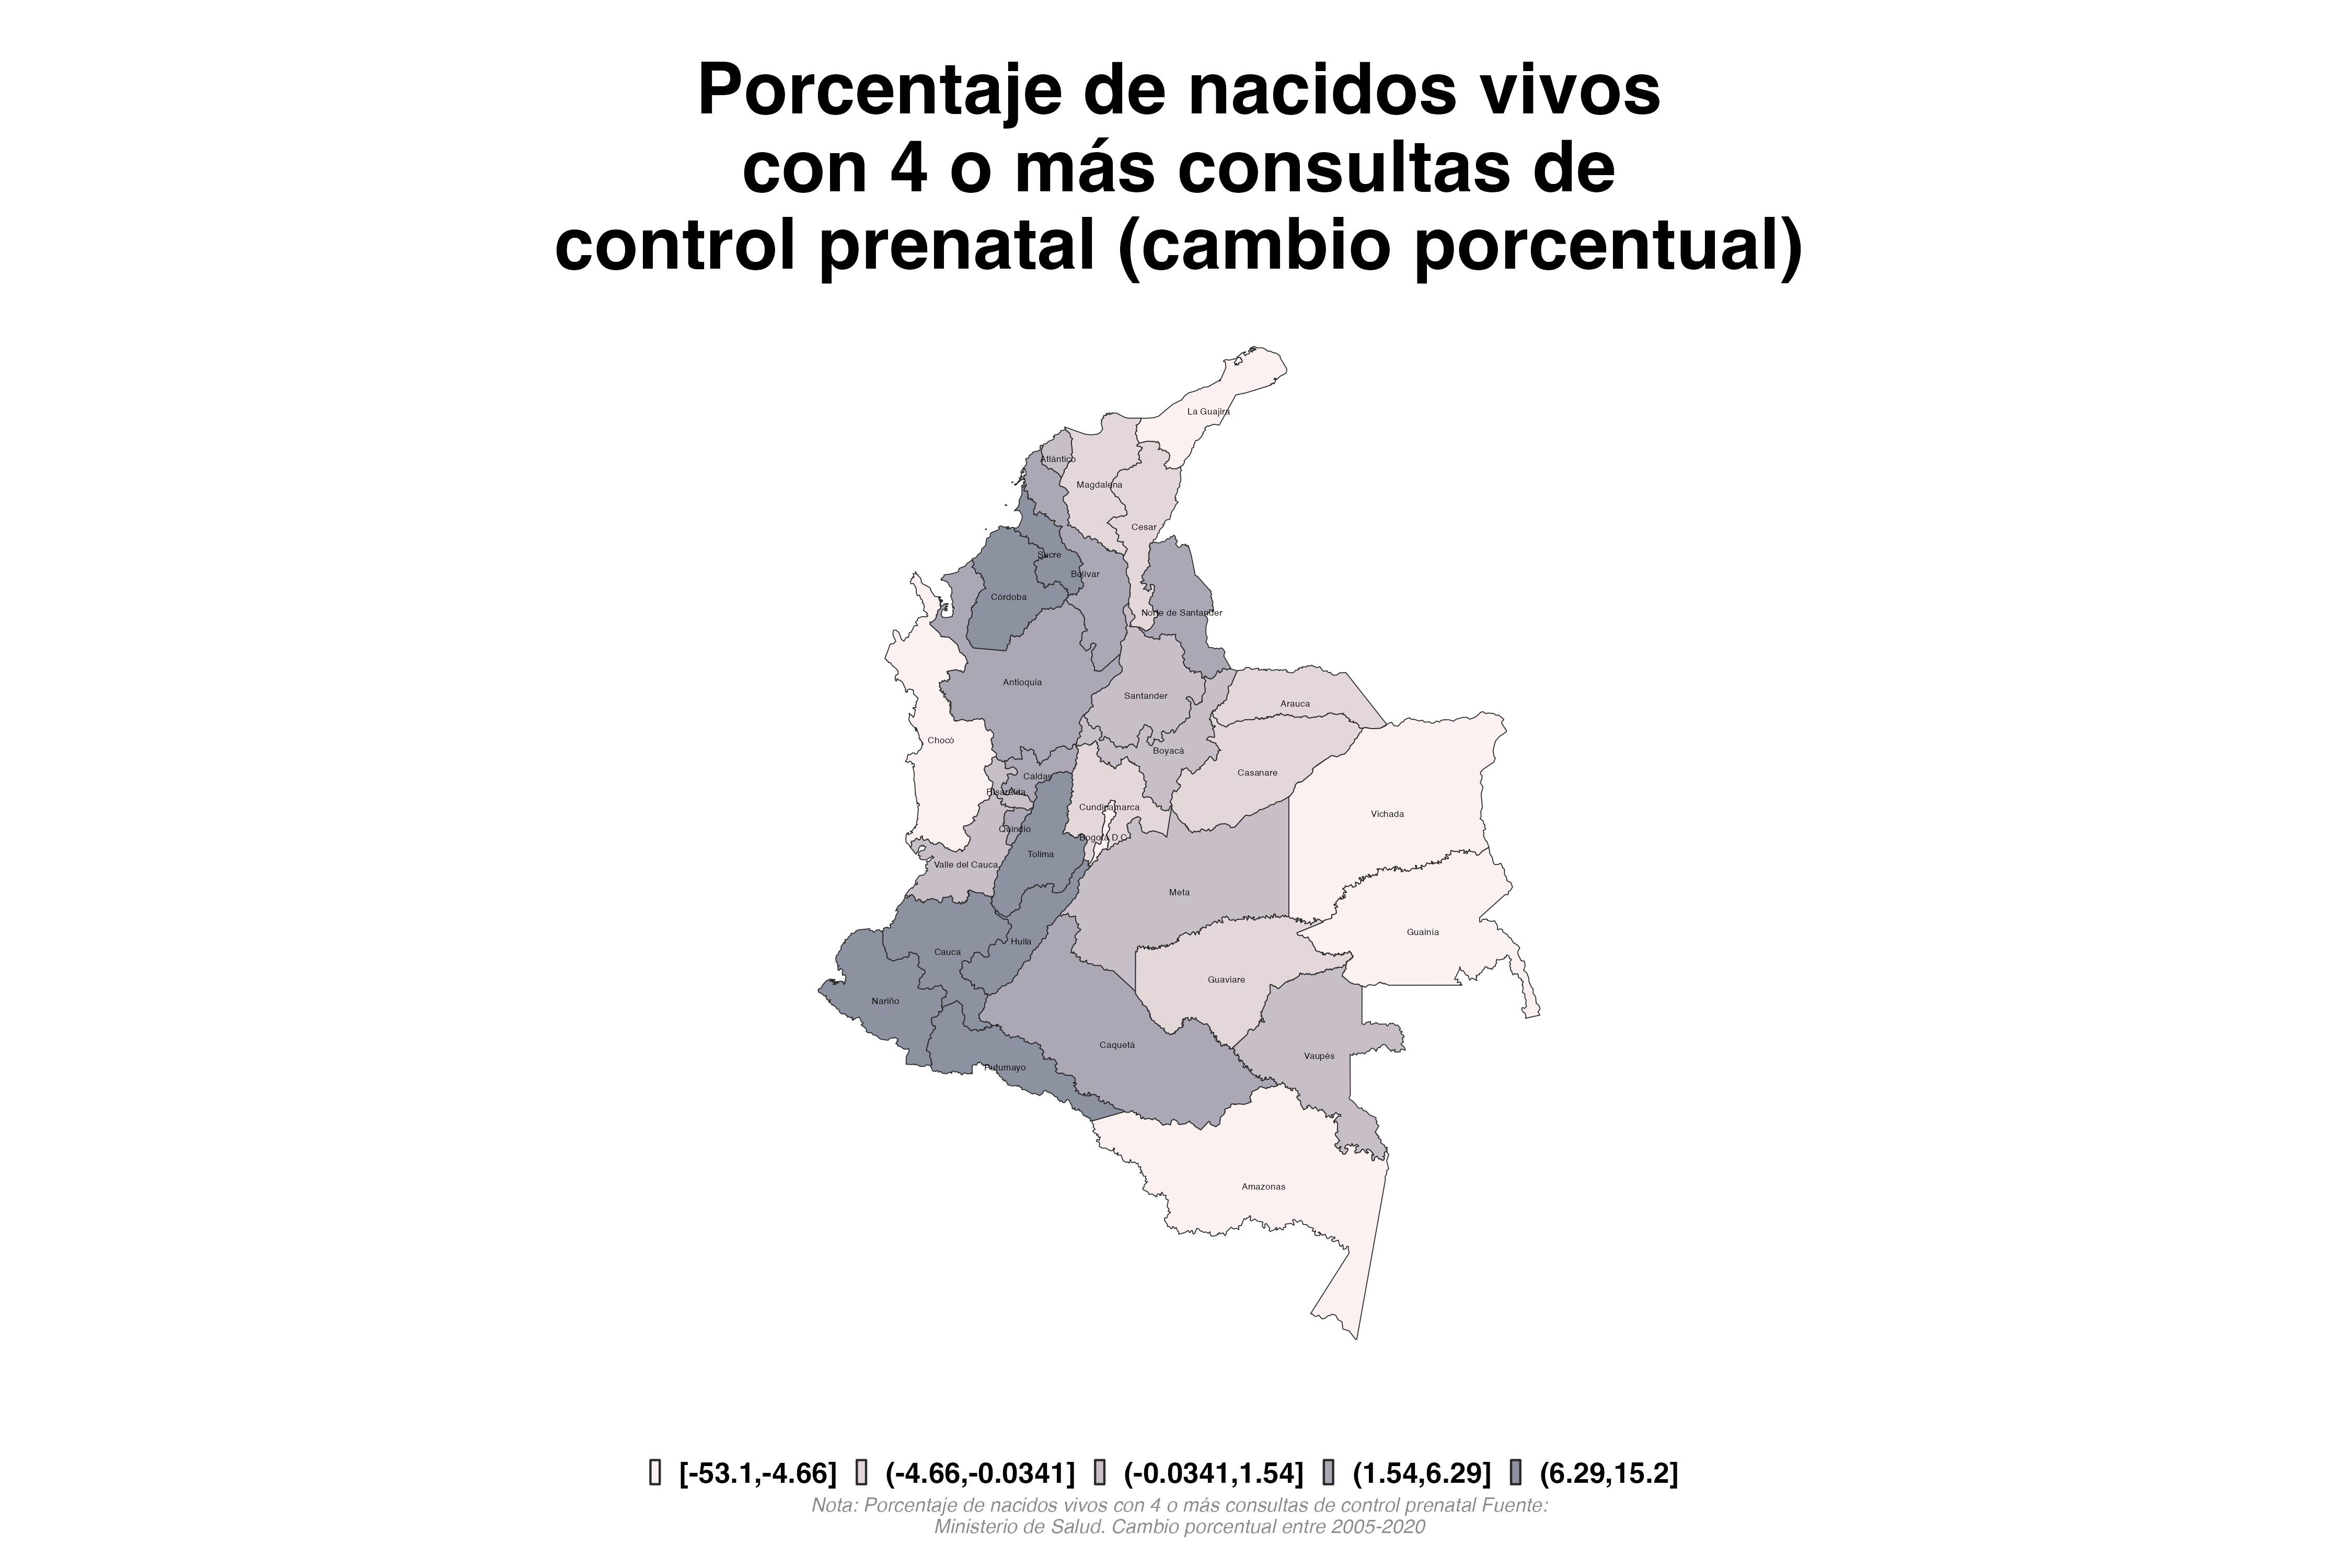 Porcentaje de nacidos vivos
con 4 o más consultas de
control prenatal (cambio porcentual)
La Guajira
Atlántico
Magdalena
Cesar
Sucre
Bolívar
Córdoba
Norte de Santander
Antioquia
Santander
Arauca
Chocó
Boyacá
Casanare
Caldas
Risaralda
Cundinamarca
Vichada
Quindío
Bogotá D.C.
Tolima
Valle del Cauca
Meta
Guainía
Huila
Cauca
Guaviare
Nariño
Caquetá
Vaupés
Putumayo
Amazonas
[-53.1,-4.66] (-4.66,-0.0341] (-0.0341,1.54] (1.54,6.29] (6.29,15.2]
Nota: Porcentaje de nacidos vivos con 4 o más consultas de control prenatal Fuente:
Ministerio de Salud. Cambio porcentual entre 2005-2020